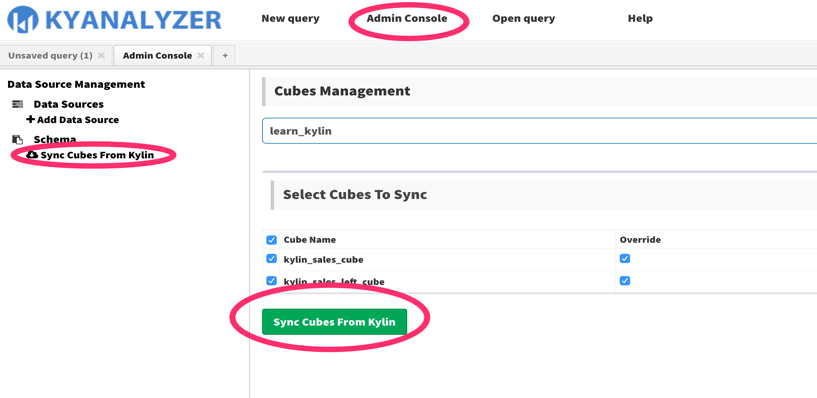 KYANALYZER
New query Admin Console Open query Help
Unsaved query (1) × Admin Console × +
Data Source Management
Data Sources
+ Add Data Source
Schema
Sync Cubes From Kylin
Cubes Management
learn_kylin
Select Cubes To Sync
Cube Name Override
kylin_sales_cube
kylin_sales_left_cube
Sync Cubes From Kylin